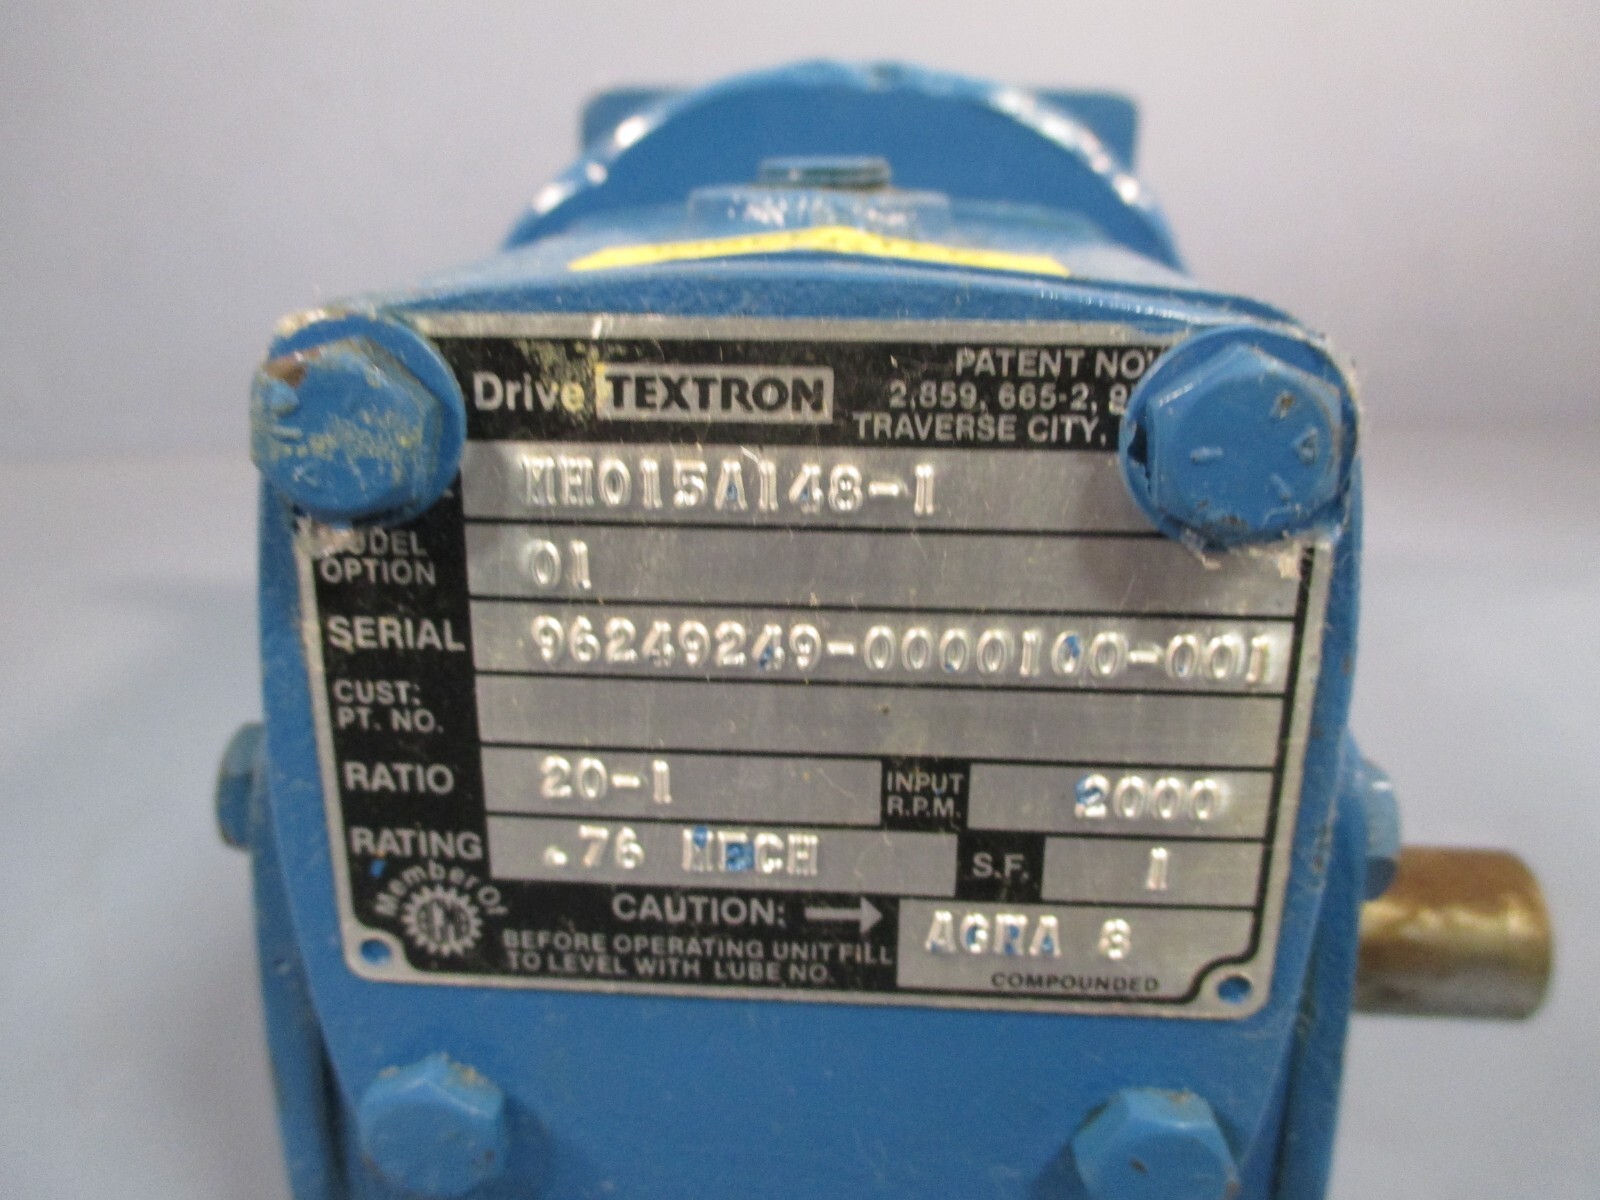 Drive TEXTRON
PATENT NO'
2,859, 665-2, 8
TRAVERSE CITY,
MH015A148-1
MODEL
OPTION 01
SERIAL 96249249-0000100-001
CUST:
PT. NO.
RATIO 20-1 INPUT R.P.M. 2000
RATING .76 MECH S.F. 1
Member Of
CAUTION:
BEFORE OPERATING UNIT FILL
TO LEVEL WITH LUBE NO.
AGMA 8
COMPOUNDED